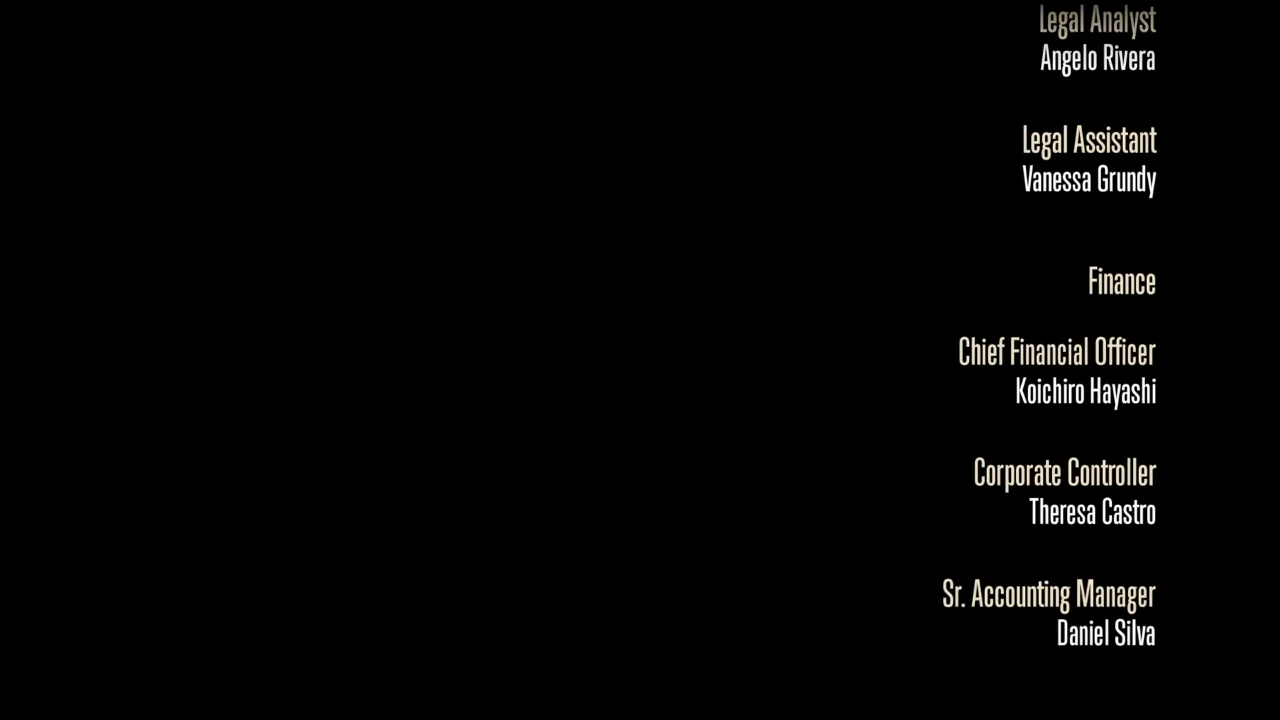 Legal Analyst
Angelo Rivera
Legal Assistant
Vanessa Grundy
Finance
Chief Financial Officer
Koichiro Hayashi
Corporate Controller
Theresa Castro
Sr. Accounting Manager
Daniel Silva